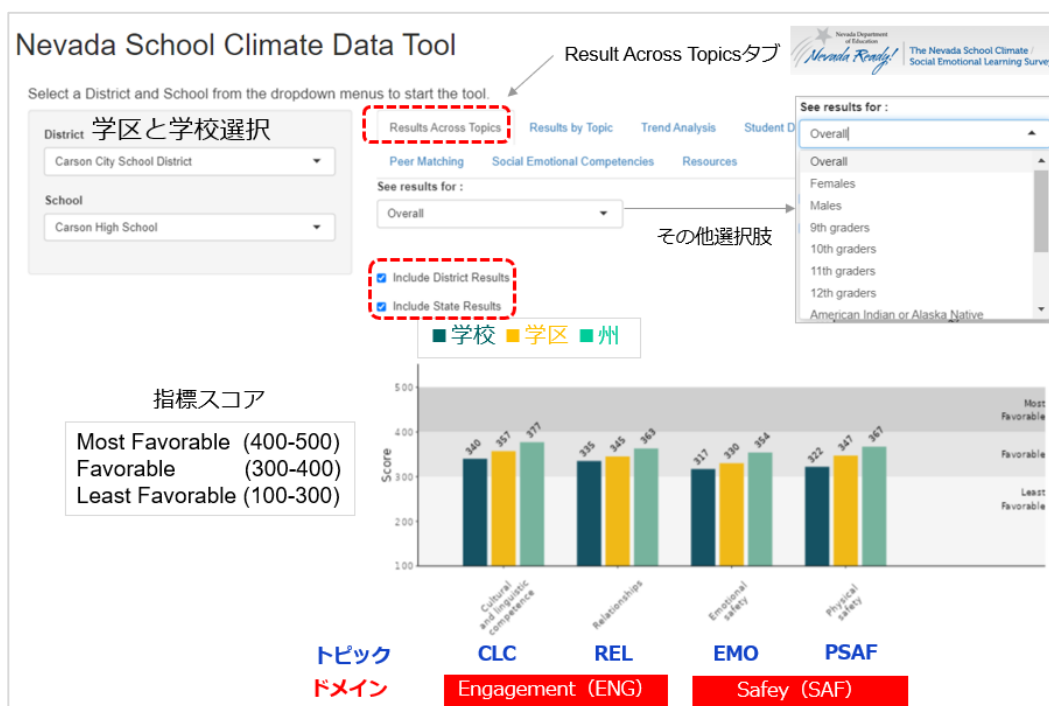 Nevada School Climate Data Tool
Result Across Topicsタブ
Nevada Department
of Education
Nevada Ready!
The Nevada School Climate /
Social Emotional Learning Survey
Select a District and School from the dropdown menus to start the tool.
District 学区と学校選択
Carson City School District
School
Carson High School
Results Across Topics
Results by Topic
Trend Analysis
Student D
Peer Matching
Social Emotional Competencies
Resources
See results for :
Overall
その他選択肢
See results for :
Overall
Overall
Females
Males
9th graders
10th graders
11th graders
12th graders
American Indian or Alaska Native
Include District Results
Include State Results
■学校 ■学区 ■州
指標スコア
Most Favorable (400-500)
Favorable (300-400)
Least Favorable (100-300)
Score
500
400
300
200
100
340 357 377
335 345 363
317 330 354
322 347 367
Most
Favorable
Favorable
Least
Favorable
Cultural
and linguistic
competence
Relationships
Emotional
safety
Physical
safety
トピック CLC REL EMO PSAF
ドメイン Engagement（ENG） Safey（SAF）